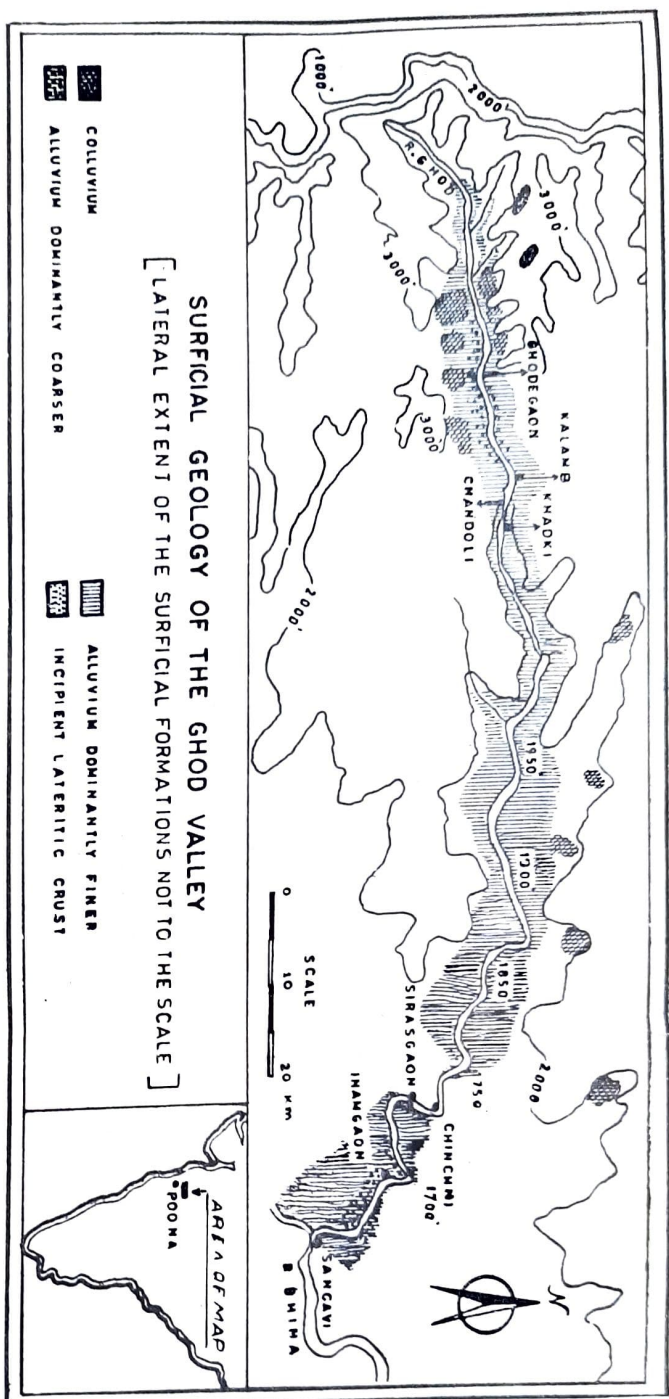 1000'
2000'
R. GHOD
3000'
3000'
GHODEGAON
3000'
KALAMB
KHADKI
CHANDOLI
2000'
1950'
1900'
1850'
2000
SIRASGAON
1750
CHINCHNI
INAMGAON
1700'
SANGAVI
R BHIMA
N
SCALE
0 10 20 KM
SURFICIAL GEOLOGY OF THE GHOD VALLEY
[LATERAL EXTENT OF THE SURFICIAL FORMATIONS NOT TO THE SCALE]
COLLUVIUM
ALLUVIUM DOMINANTLY COARSER
ALLUVIUM DOMINANTLY FINER
INCIPIENT LATERITIC CRUST
AREA OF MAP
POONA